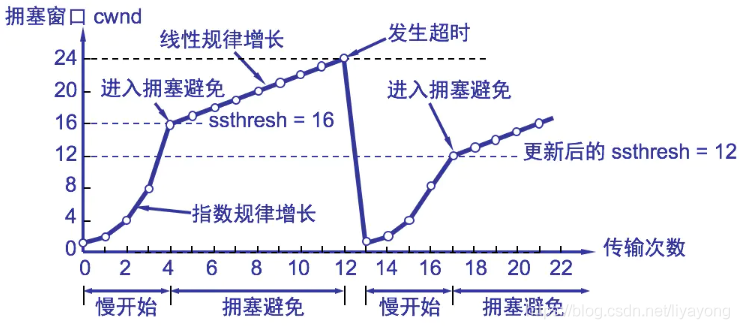 拥塞窗口 cwnd
线性规律增长
发生超时
24
20
16
12
8
4
0
进入拥塞避免
ssthresh = 16
进入拥塞避免
更新后的 ssthresh = 12
指数规律增长
0 2 4 6 8 10 12 14 16 18 20 22
传输次数
慢开始 拥塞避免 慢开始 拥塞避免
https://blog.csdn.net/liyayong